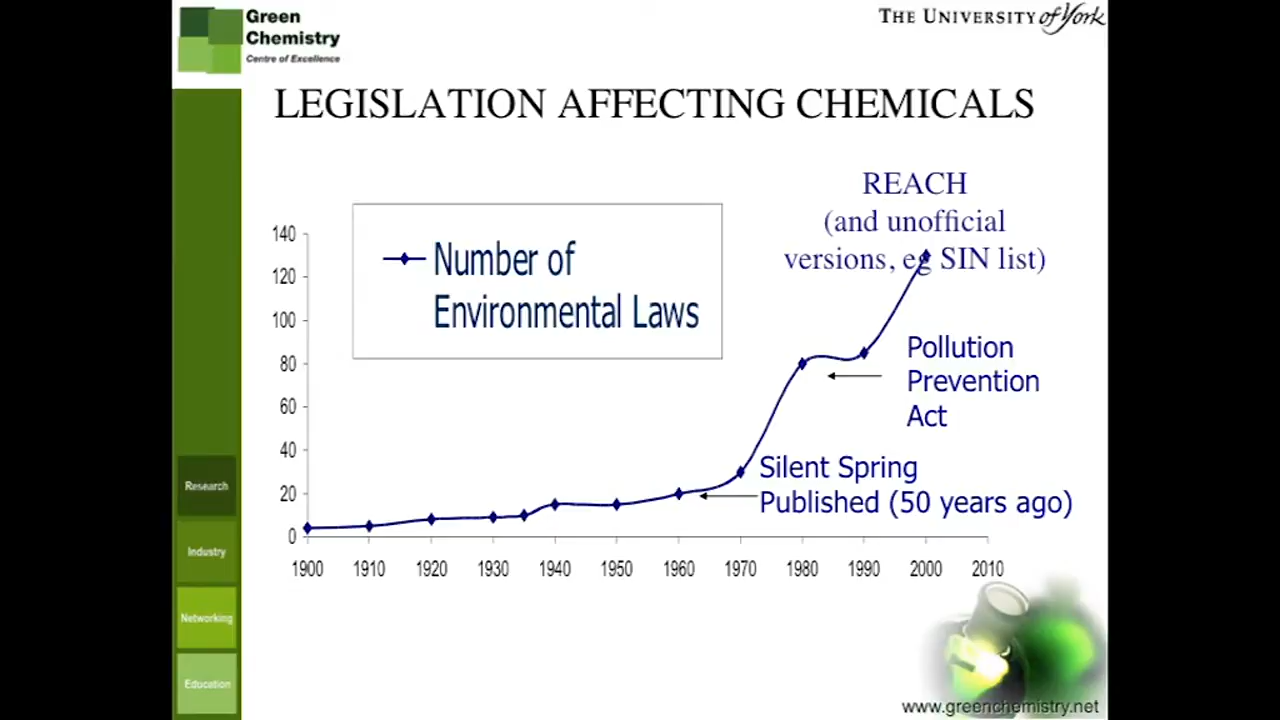 Green
Chemistry
Centre of Excellence
THE UNIVERSITY of York
LEGISLATION AFFECTING CHEMICALS
REACH
(and unofficial
versions, eg SIN list)
Number of
Environmental Laws
140
120
100
80
60
40
20
0
Pollution
Prevention
Act
Silent Spring
Published (50 years ago)
1900 1910 1920 1930 1940 1950 1960 1970 1980 1990 2000 2010
Research
Industry
Networking
Education
www.greenchemistry.net